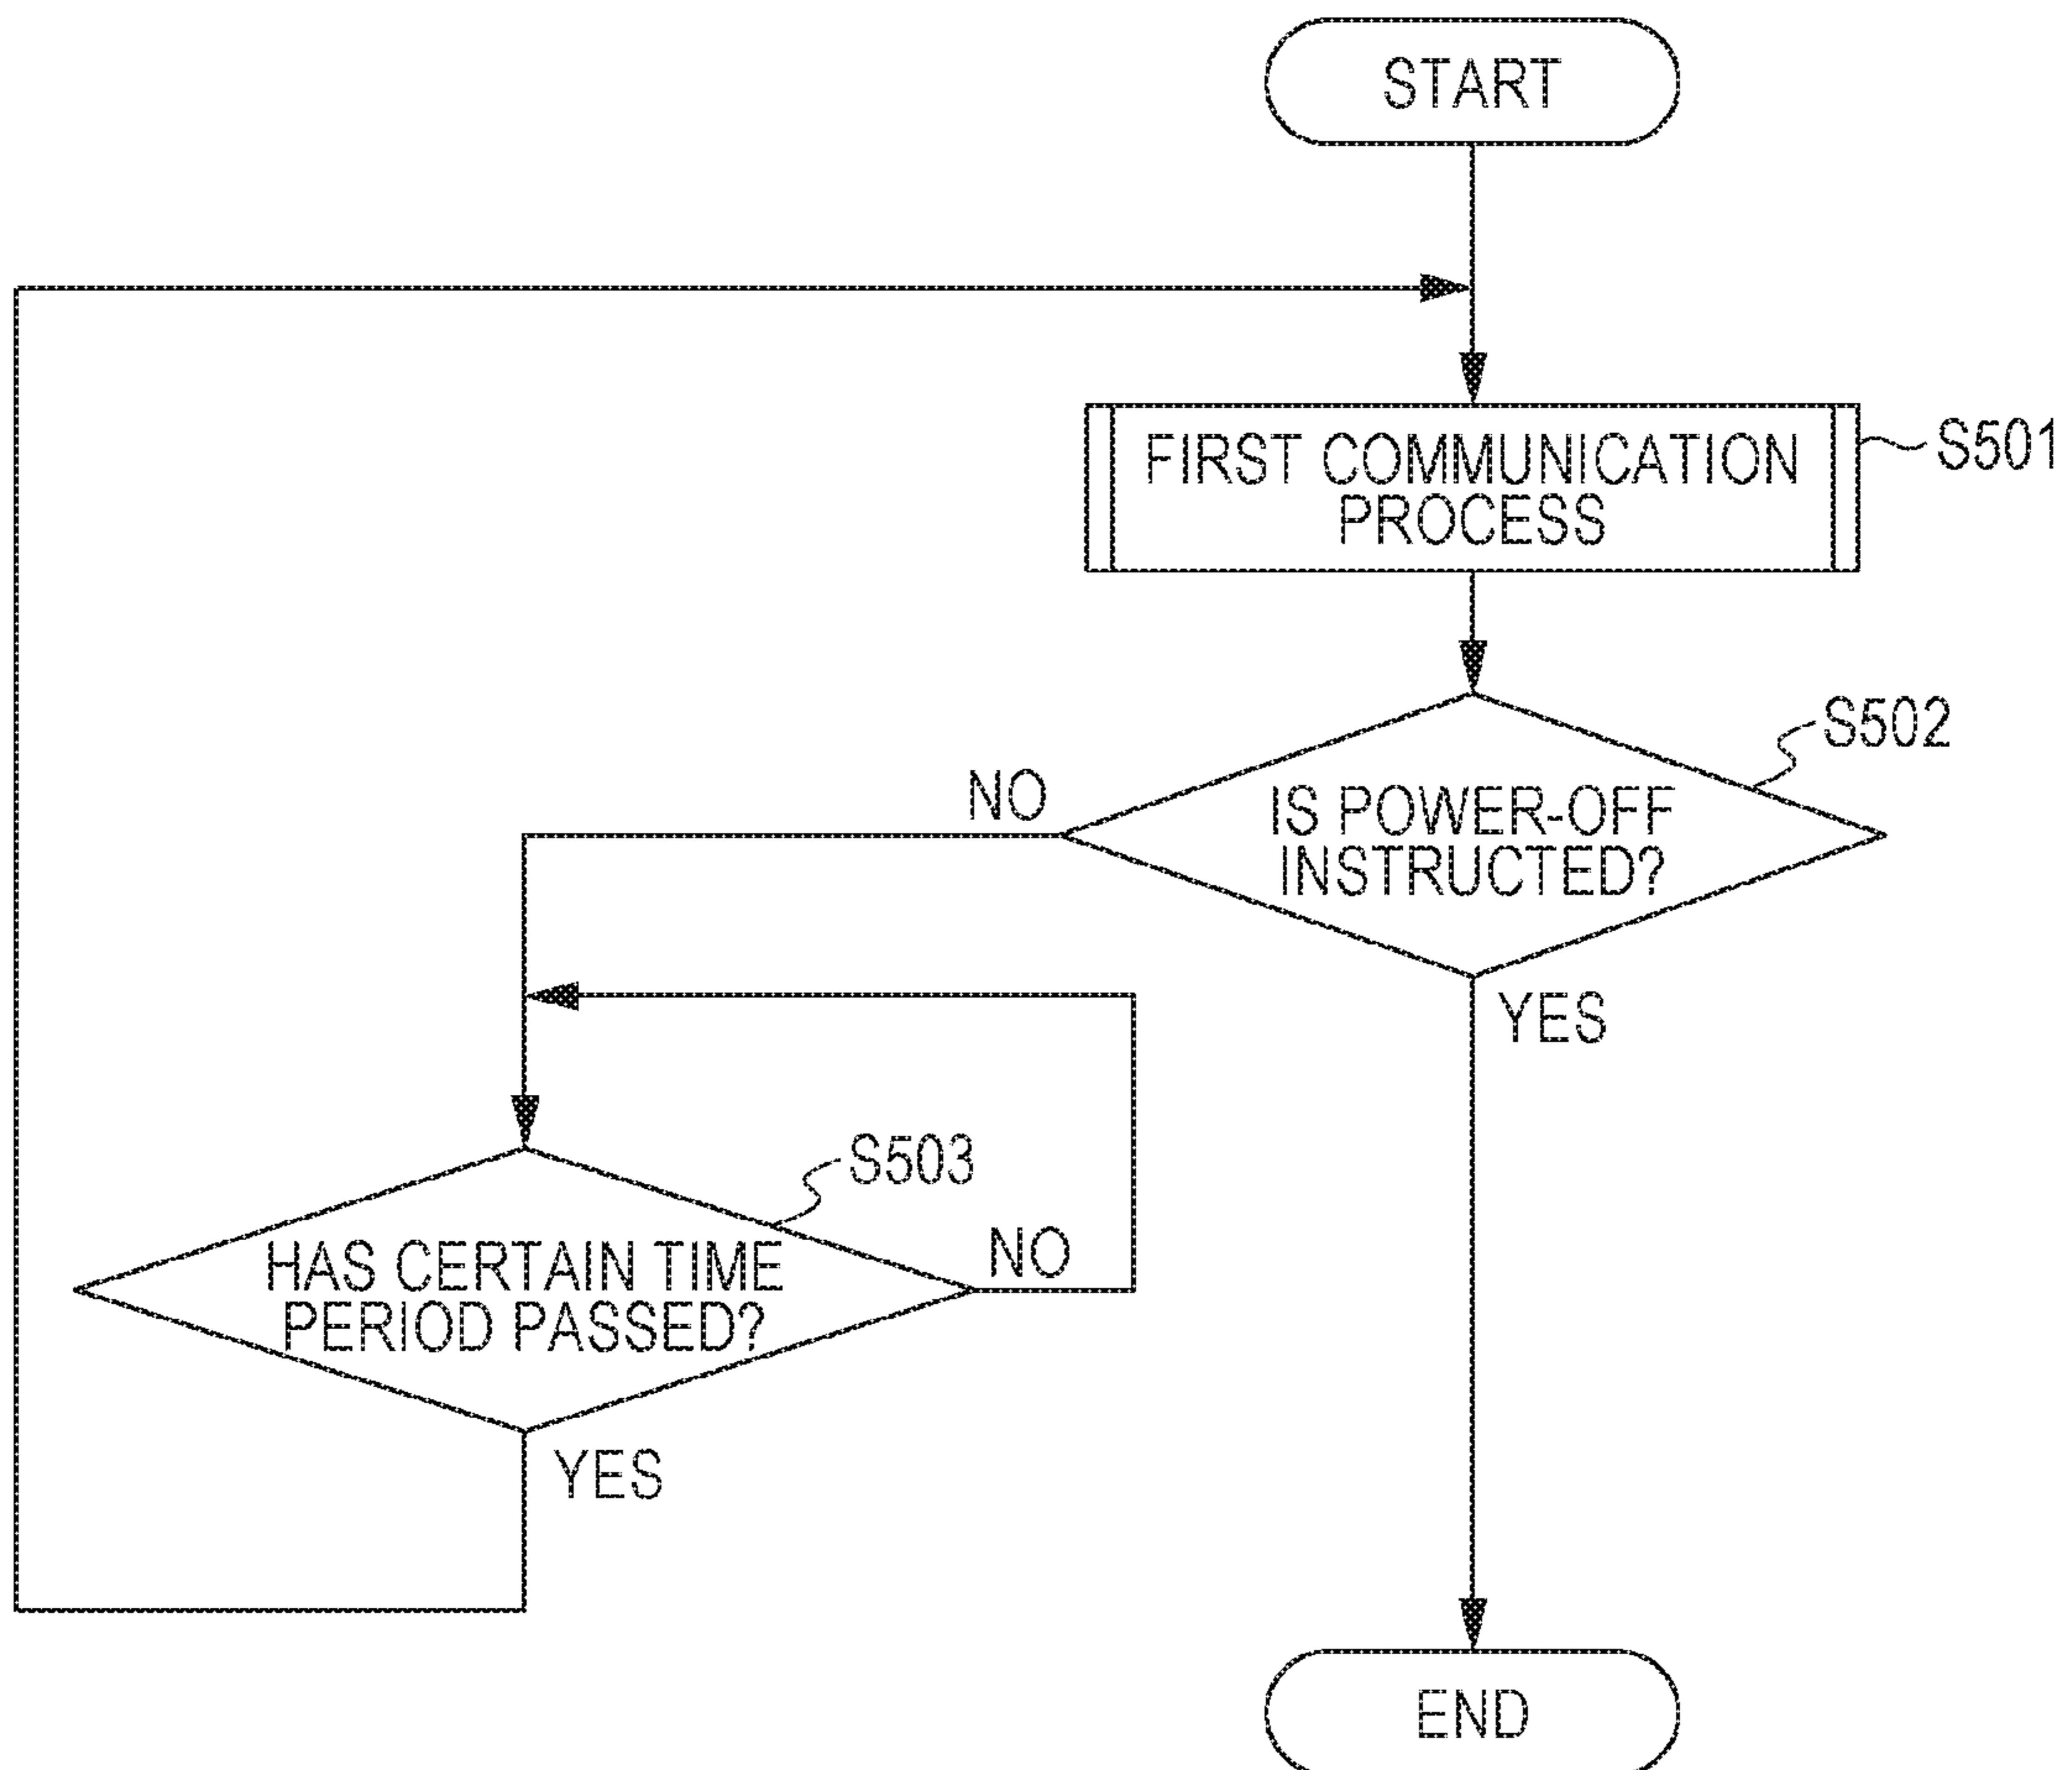 START
FIRST COMMUNICATION
PROCESS
S501
S502
NO
IS POWER-OFF
INSTRUCTED?
YES
S503
HAS CERTAIN TIME
PERIOD PASSED?
NO
YES
END